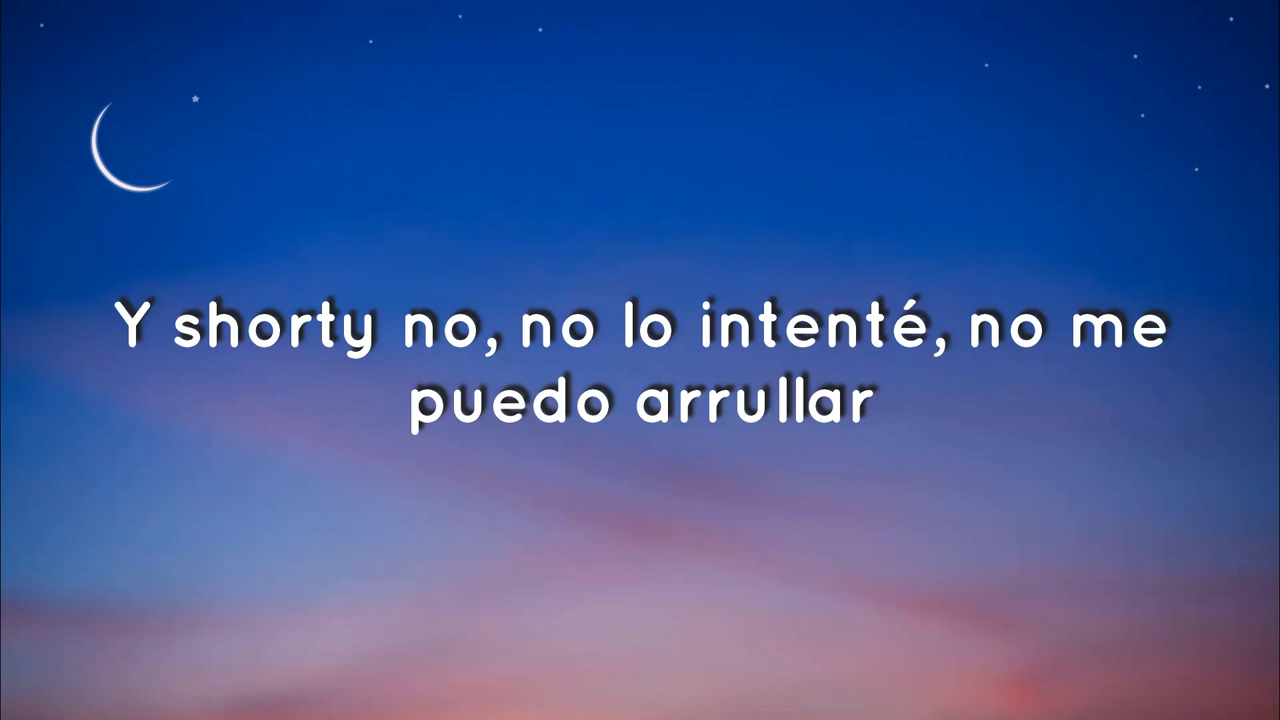 Y shorty no, no lo intenté, no me
puedo arrullar